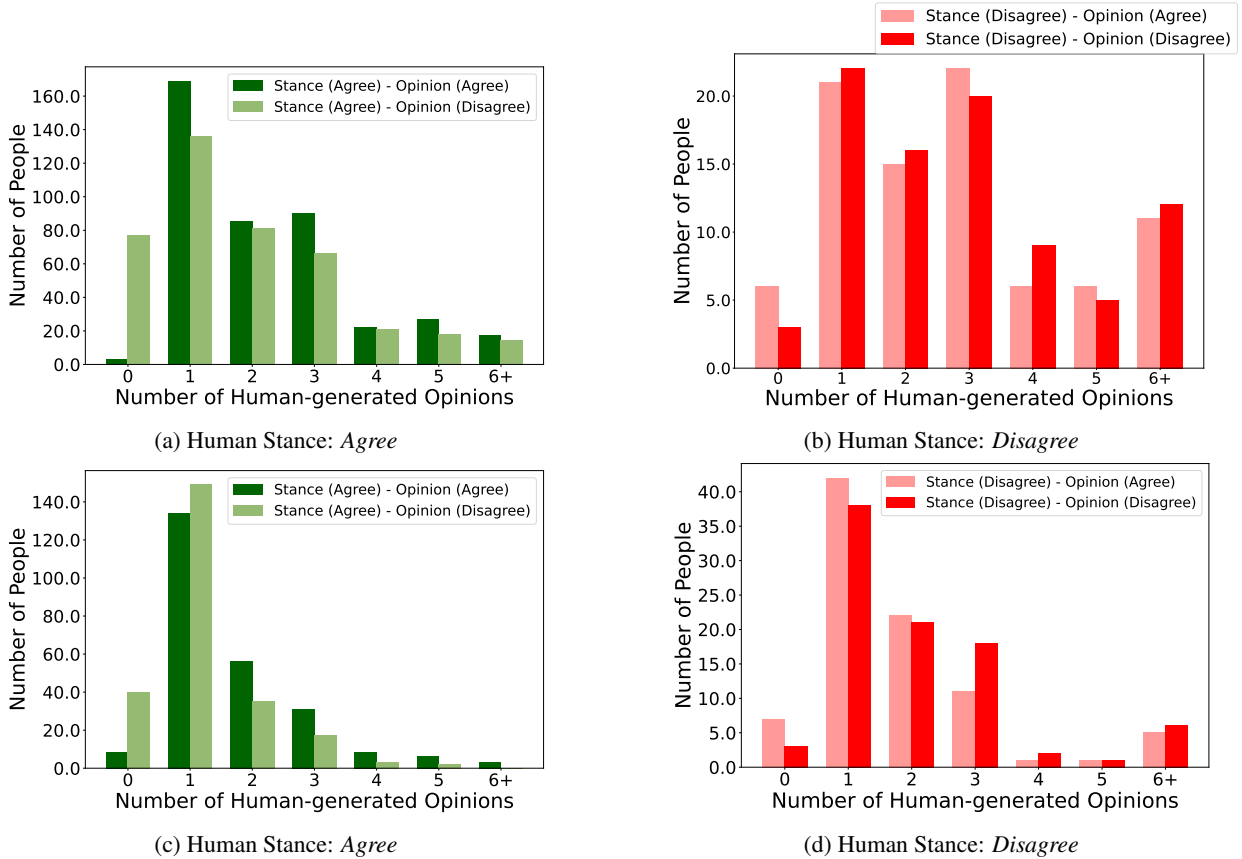 Stance (Agree) - Opinion (Agree)
Stance (Agree) - Opinion (Disagree)
Number of People
160.0
140.0
120.0
100.0
80.0
60.0
40.0
20.0
0.0
0 1 2 3 4 5 6+
Number of Human-generated Opinions
(a) Human Stance: Agree
Stance (Disagree) - Opinion (Agree)
Stance (Disagree) - Opinion (Disagree)
Number of People
20.0
15.0
10.0
5.0
0.0
0 1 2 3 4 5 6+
Number of Human-generated Opinions
(b) Human Stance: Disagree
Stance (Agree) - Opinion (Agree)
Stance (Agree) - Opinion (Disagree)
Number of People
140.0
120.0
100.0
80.0
60.0
40.0
20.0
0.0
0 1 2 3 4 5 6+
Number of Human-generated Opinions
(c) Human Stance: Agree
Stance (Disagree) - Opinion (Agree)
Stance (Disagree) - Opinion (Disagree)
Number of People
40.0
35.0
30.0
25.0
20.0
15.0
10.0
5.0
0.0
0 1 2 3 4 5 6+
Number of Human-generated Opinions
(d) Human Stance: Disagree